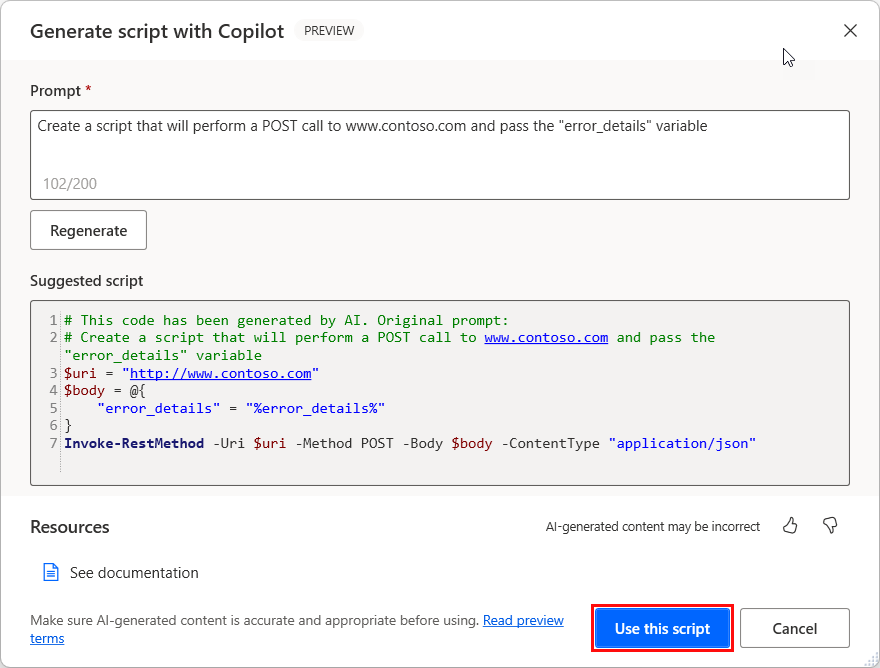 Generate script with Copilot PREVIEW
Prompt *
Create a script that will perform a POST call to www.contoso.com and pass the "error_details" variable
102/200
Regenerate
Suggested script
1 # This code has been generated by AI. Original prompt:
2 # Create a script that will perform a POST call to www.contoso.com and pass the
"error_details" variable
3 $uri = "http://www.contoso.com"
4 $body = @{
5     "error_details" = "%error_details%"
6 }
7 Invoke-RestMethod -Uri $uri -Method POST -Body $body -ContentType "application/json"
Resources
AI-generated content may be incorrect
See documentation
Make sure AI-generated content is accurate and appropriate before using. Read preview
terms
Use this script
Cancel